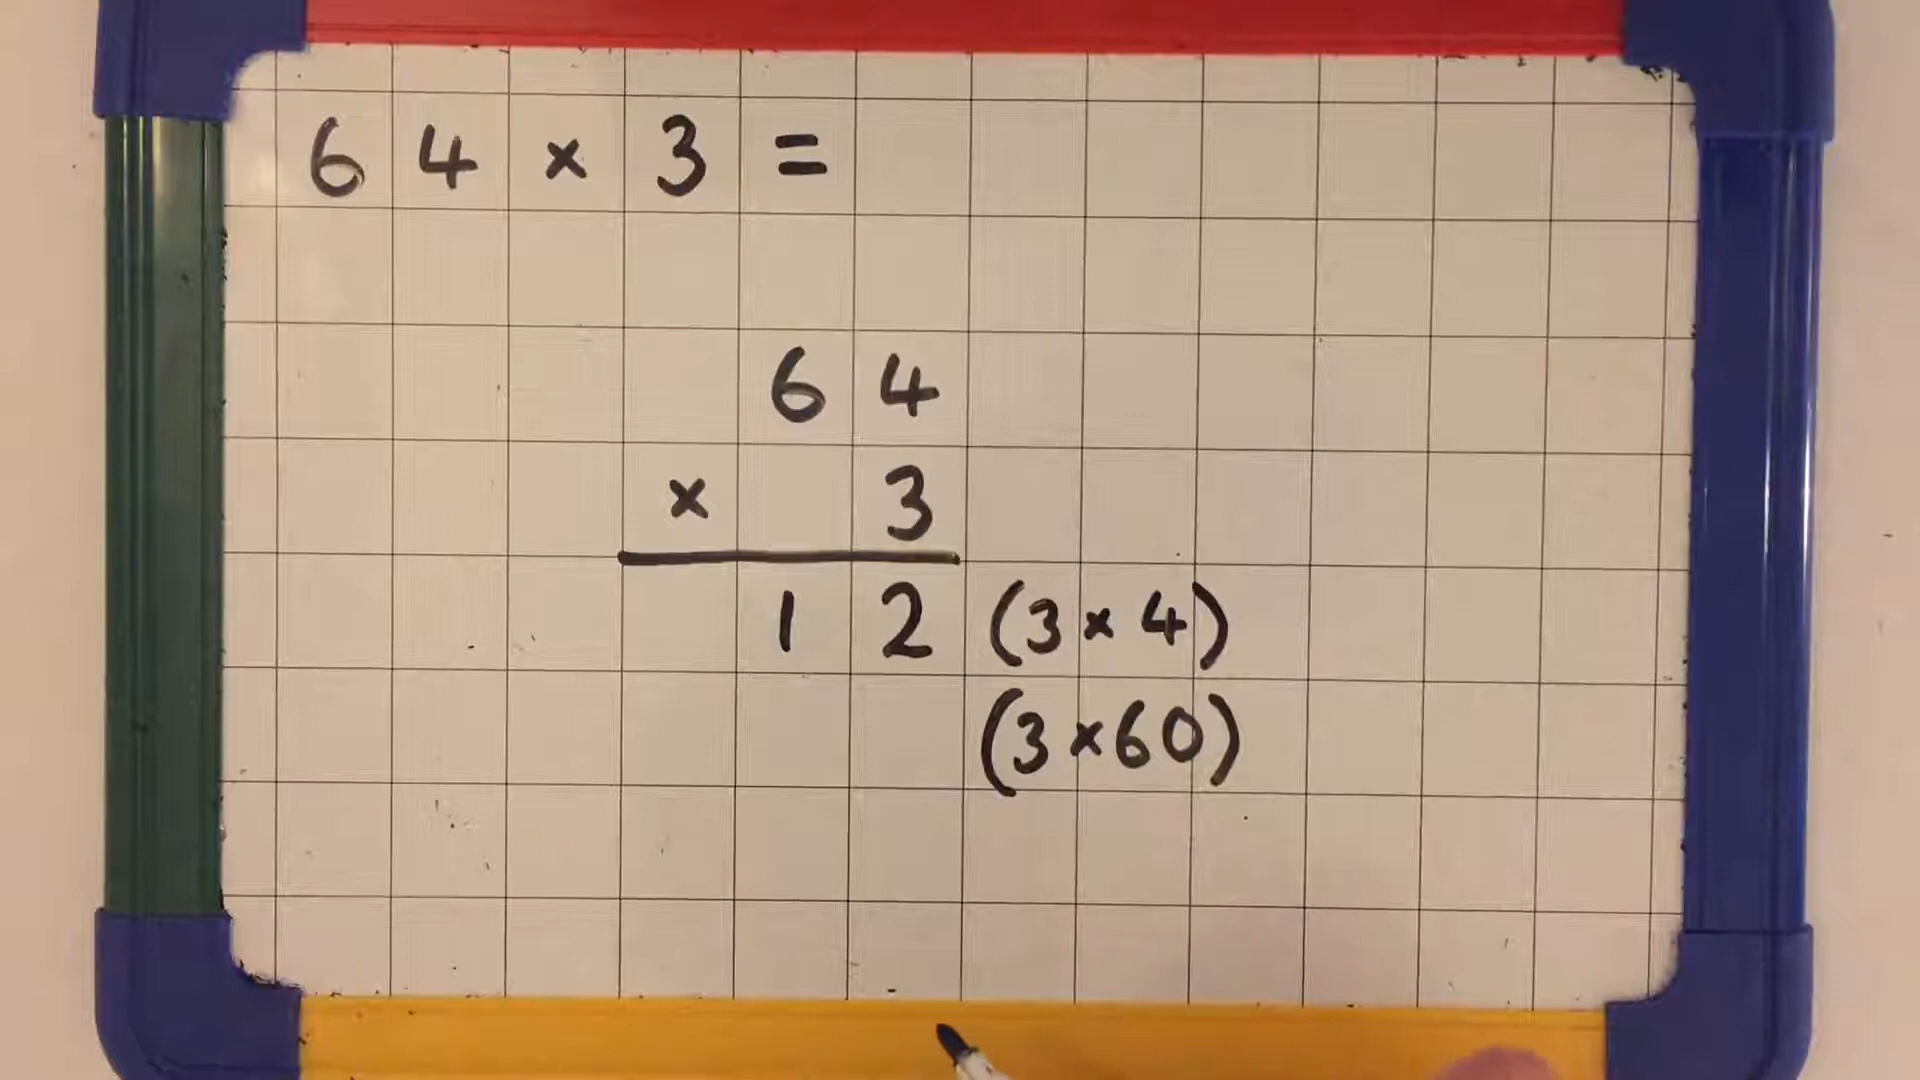 64 × 3 =
64
× 3
12 (3 × 4)
(3 × 60)